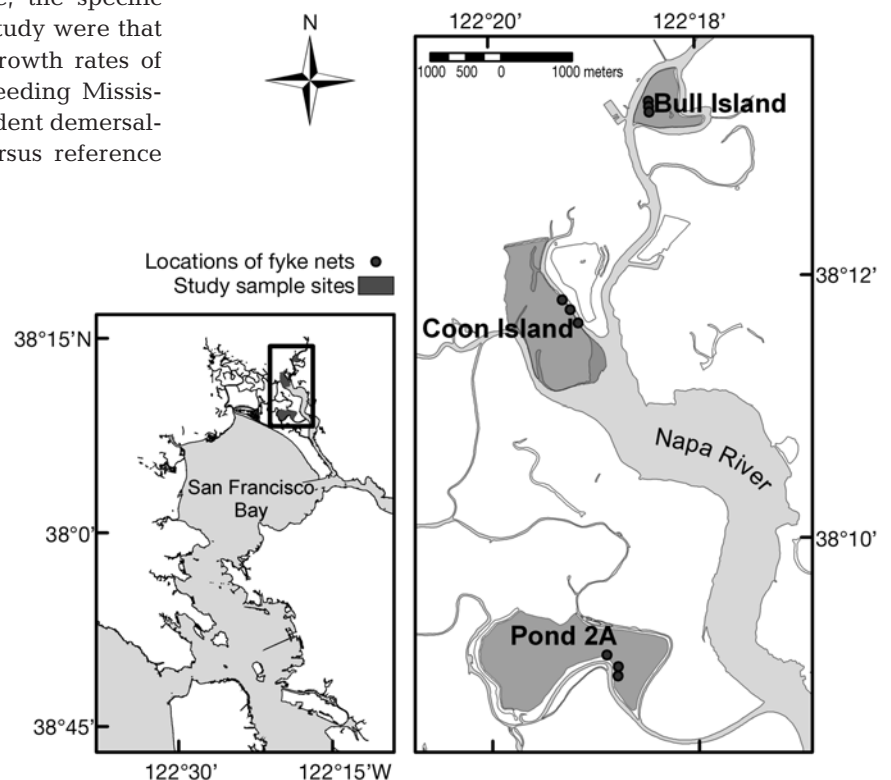 e, the specific
tudy were that
rowth rates of
eeding Missis-
dent demersal-
rsus reference
N
Locations of fyke nets
Study sample sites
38°15'N
38°0'
38°45'
122°30'
122°15'W
San Francisco
Bay
122°20'
122°18'
1000 500 0 1000 meters
Bull Island
38°12'
Coon Island
Napa River
38°10'
Pond 2A